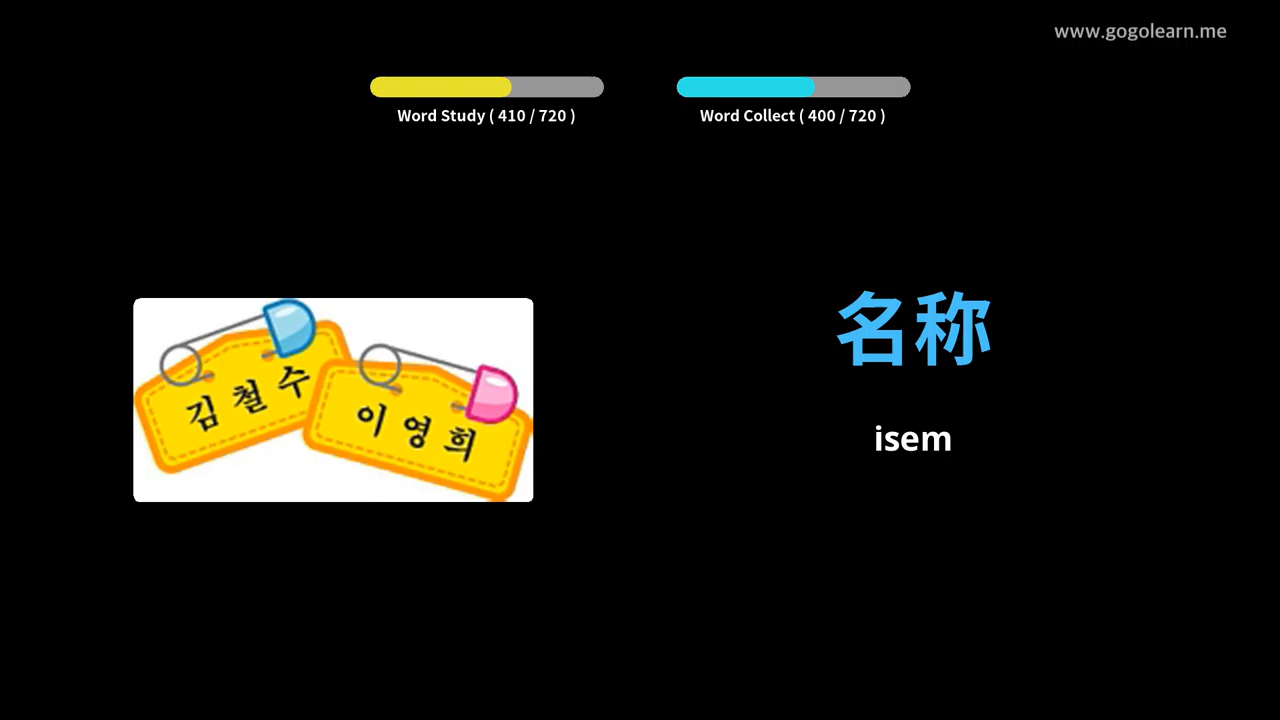 www.gogolearn.me
Word Study ( 410 / 720 )
Word Collect ( 400 / 720 )
김철수
이영희
名称
isem